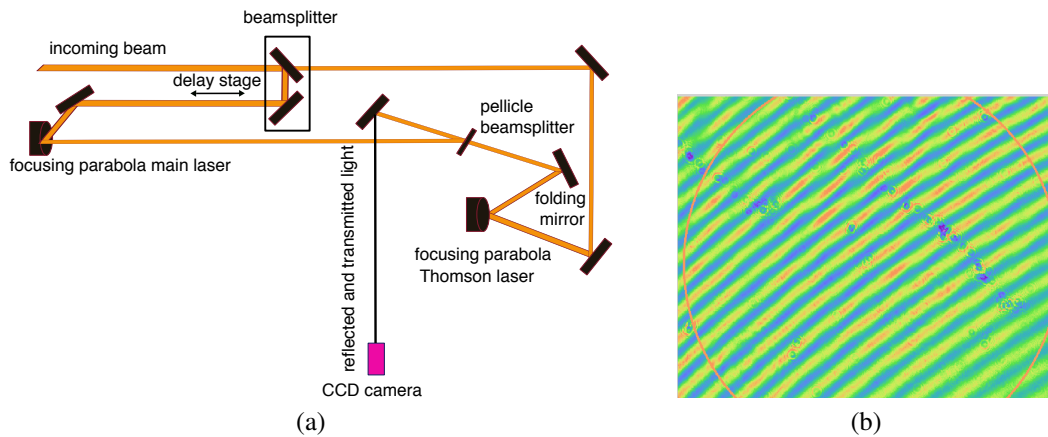 beamsplitter
incoming beam
delay stage
pellicle
beamsplitter
focusing parabola main laser
reflected and transmitted light
folding
mirror
focusing parabola
Thomson laser
CCD camera
(a)
(b)